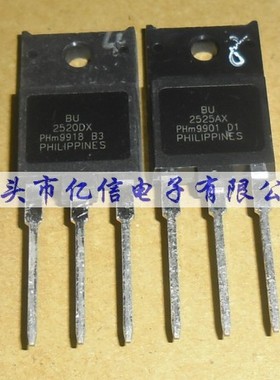 BU
2520DX
PHm9918 B3
PHILIPPINES
BU
2525AX
PHm9901 D1
PHILIPPINES
头市亿信电子有限公